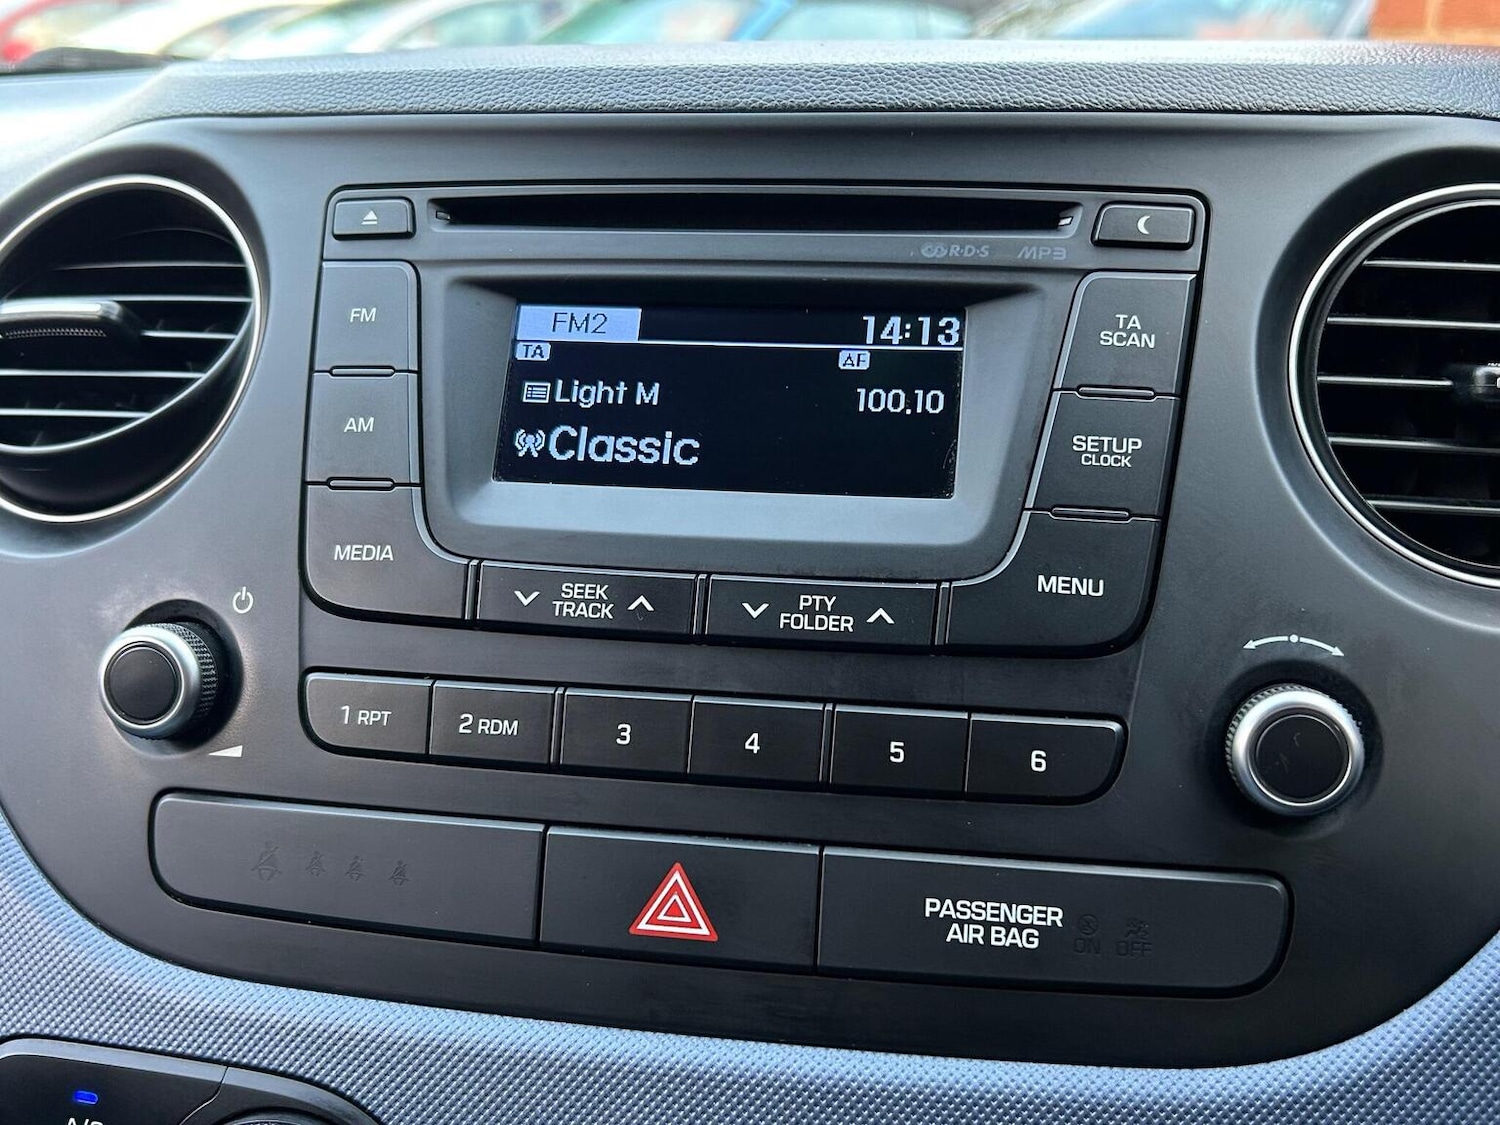 R·D·S MP3
FM
AM
MEDIA
FM2 14:13
TA AF
Light M 100.10
Classic
TA
SCAN
SETUP
CLOCK
MENU
SEEK
TRACK
PTY
FOLDER
1 RPT
2 RDM
3
4
5
6
PASSENGER
AIR BAG
ON OFF